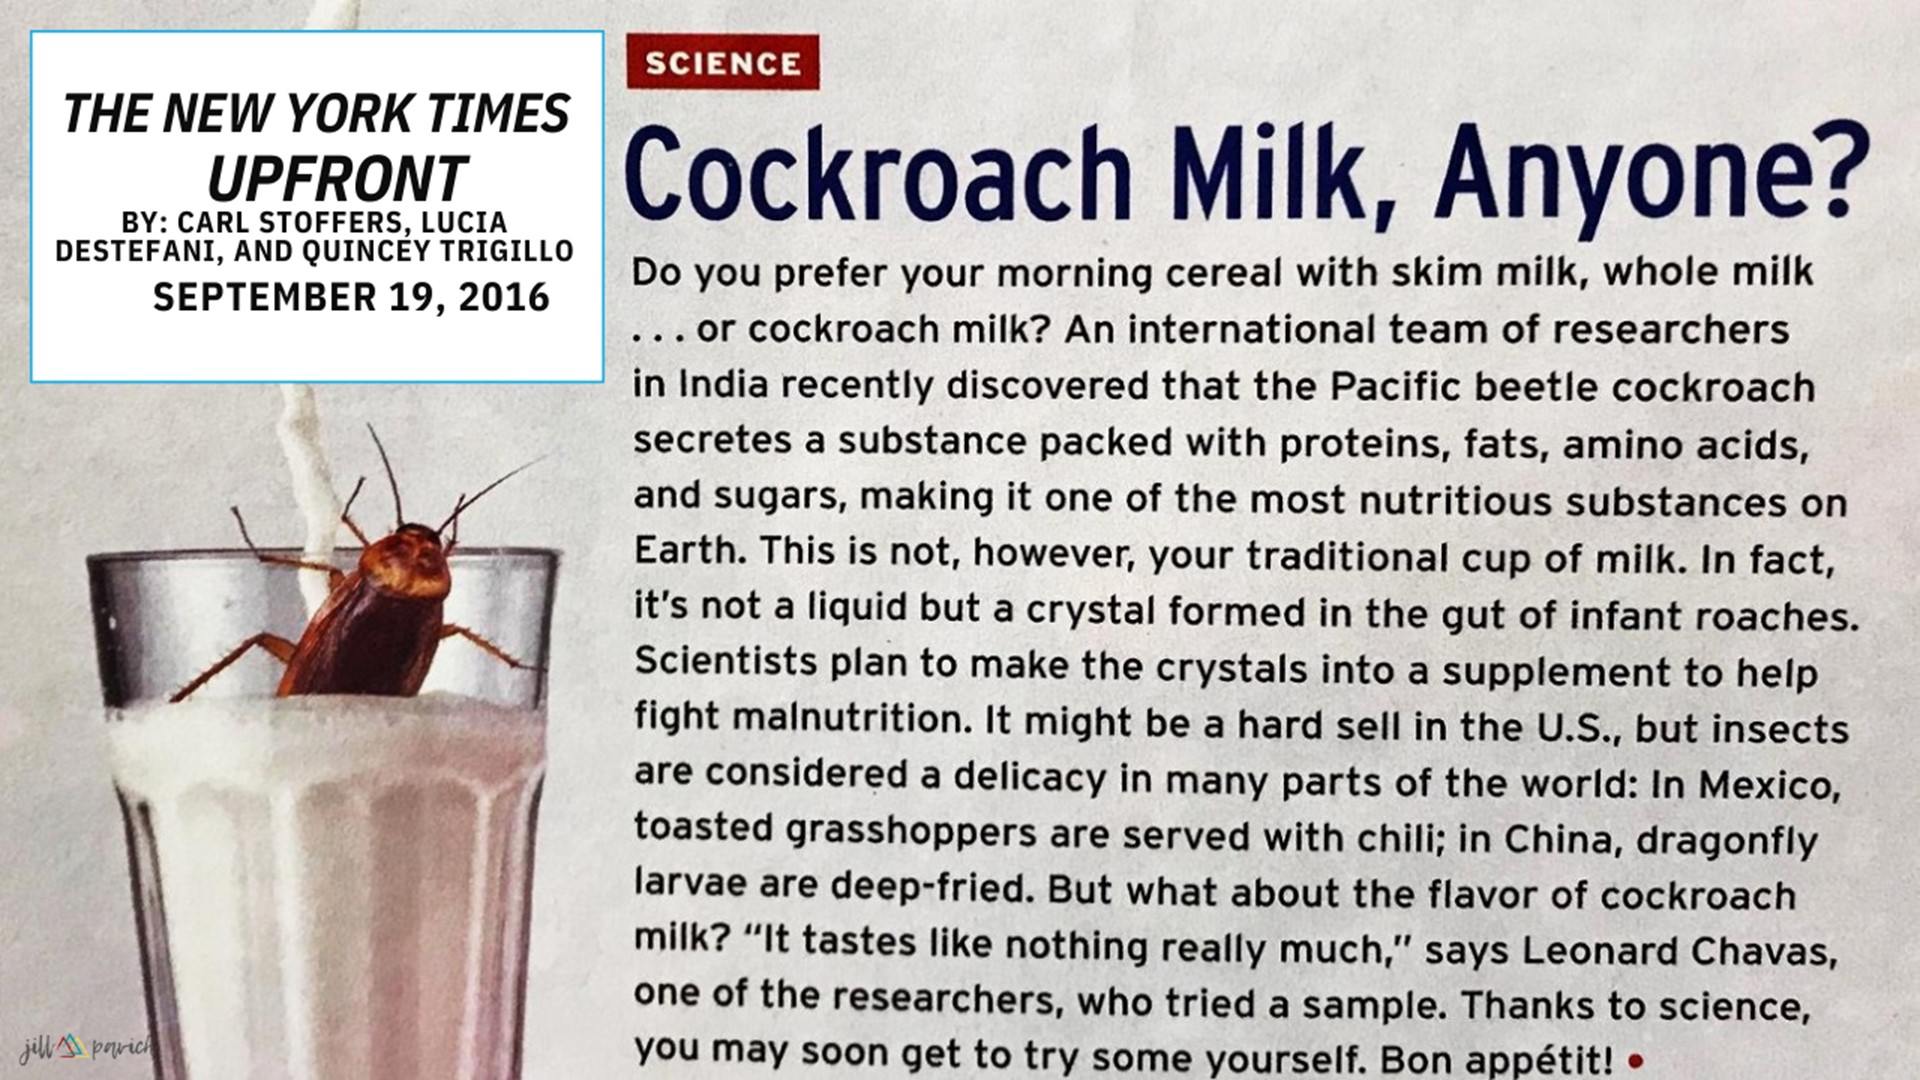 THE NEW YORK TIMES
UPFRONT
BY: CARL STOFFERS, LUCIA
DESTEFANI, AND QUINCEY TRIGILLO
SEPTEMBER 19, 2016
SCIENCE
Cockroach Milk, Anyone?
Do you prefer your morning cereal with skim milk, whole milk
. . . or cockroach milk? An international team of researchers
in India recently discovered that the Pacific beetle cockroach
secretes a substance packed with proteins, fats, amino acids,
and sugars, making it one of the most nutritious substances on
Earth. This is not, however, your traditional cup of milk. In fact,
it's not a liquid but a crystal formed in the gut of infant roaches.
Scientists plan to make the crystals into a supplement to help
fight malnutrition. It might be a hard sell in the U.S., but insects
are considered a delicacy in many parts of the world: In Mexico,
toasted grasshoppers are served with chili; in China, dragonfly
larvae are deep-fried. But what about the flavor of cockroach
milk? "It tastes like nothing really much," says Leonard Chavas,
one of the researchers, who tried a sample. Thanks to science,
you may soon get to try some yourself. Bon appétit! •
jill pavich